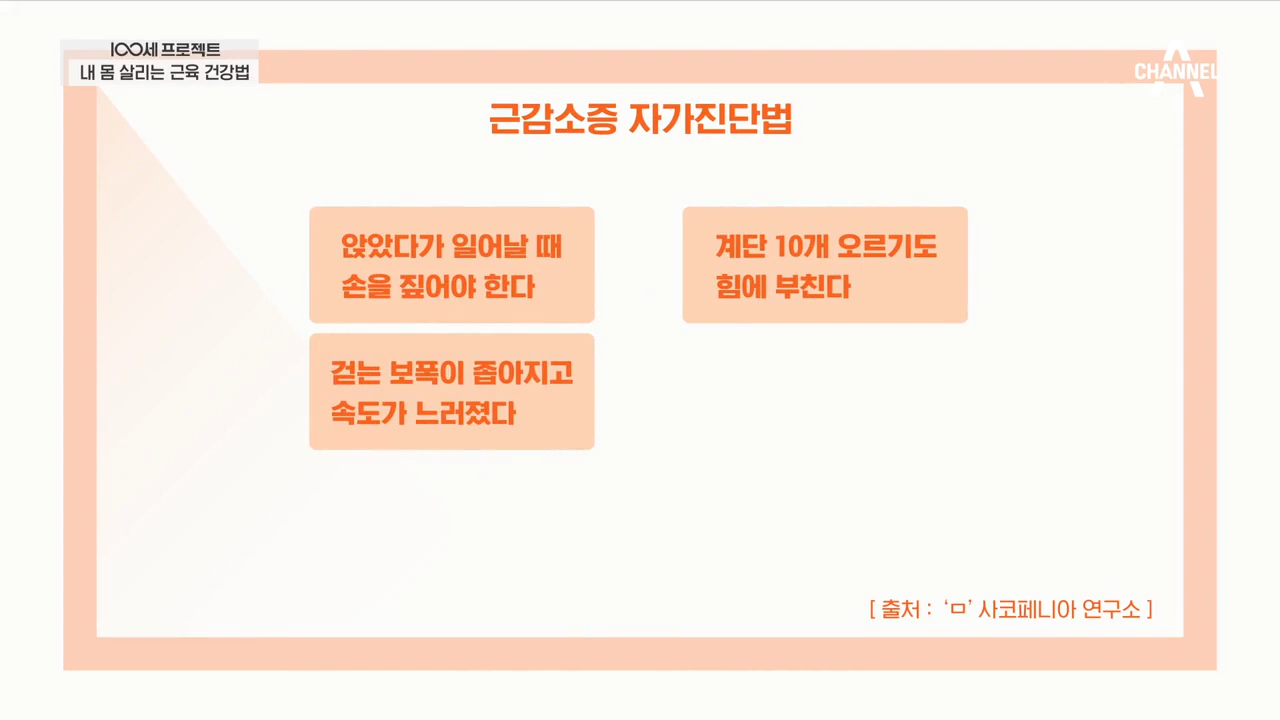 100세 프로젝트
내 몸 살리는 근육 건강법
CHANNEL A
근감소증 자가진단법
앉았다가 일어날 때
손을 짚어야 한다
계단 10개 오르기도
힘에 부친다
걷는 보폭이 좁아지고
속도가 느러졌다
[ 출처 : ‘ㅁ’ 사코페니아 연구소 ]